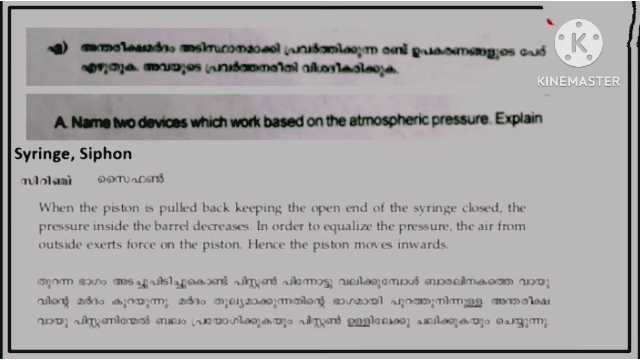 എ) അന്തരീക്ഷമർദം അടിസ്ഥാനമാക്കി പ്രവർത്തിക്കുന്ന രണ്ട് ഉപകരണങ്ങളുടെ പേര്
എഴുതുക. അവയുടെ പ്രവർത്തനരീതി വിശദീകരിക്കുക.
KINEMASTER
A. Name two devices which work based on the atmospheric pressure. Explain
Syringe, Siphon
സിറിഞ്ച് സൈഫൺ
When the piston is pulled back keeping the open end of the syringe closed, the
pressure inside the barrel decreases. In order to equalize the pressure, the air from
outside exerts force on the piston. Hence the piston moves inwards.
തുറന്ന ഭാഗം അടച്ചുപിടിച്ചുകൊണ്ട് പിസ്റ്റൺ പിന്നോട്ടു വലിക്കുമ്പോൾ ബാരലിനകത്തെ വായു
വിന്റെ മർദം കുറയുന്നു. മർദം തുല്യമാക്കുന്നതിന്റെ ഭാഗമായി പുറത്തുനിന്നുള്ള അന്തരീക്ഷ
വായു പിസ്റ്റണിന്മേൽ ബലം പ്രയോഗിക്കുകയും പിസ്റ്റൺ ഉള്ളിലേക്കു ചലിക്കുകയും ചെയ്യുന്നു.